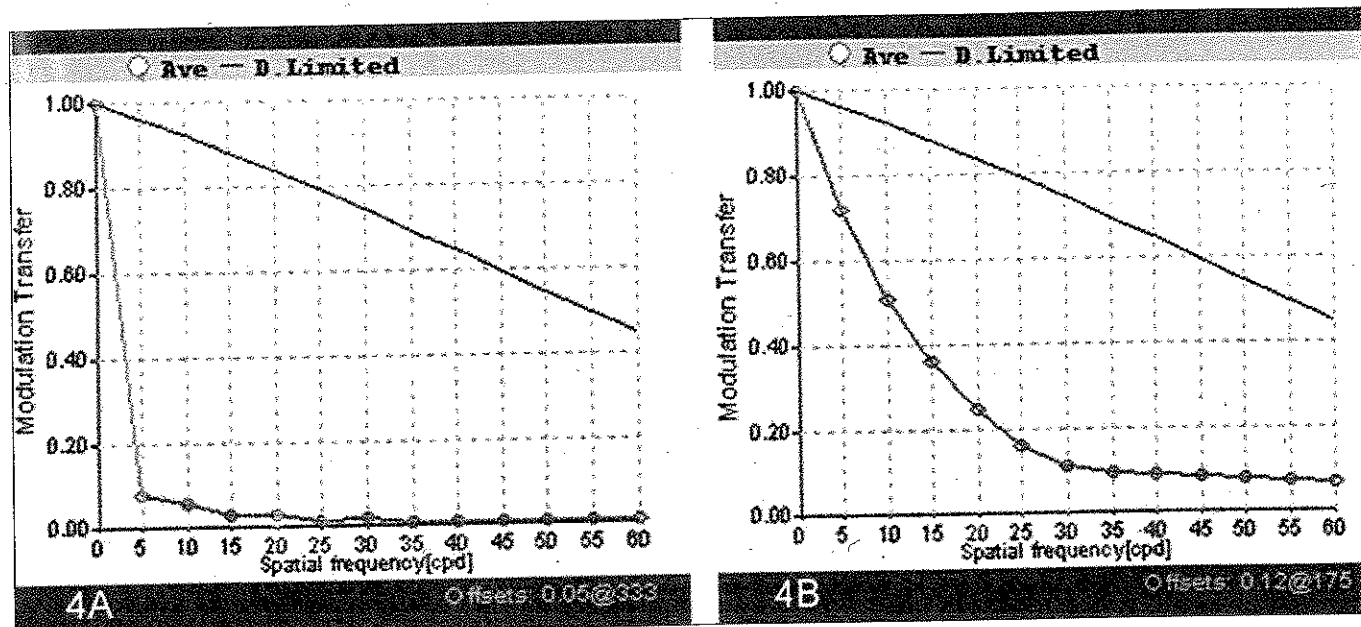 Ave — D.Limited
1.00
0.80
0.60
0.40
0.20
0.00
Modulation Transfer
0 5 10 15 20 25 30 35 40 45 50 55 60
Spatial frequency[cpd]
4A
Offsets: 0.05@333
Ave — D.Limited
1.00
0.80
0.60
0.40
0.20
0.00
Modulation Transfer
0 5 10 15 20 25 30 35 40 45 50 55 60
Spatial frequency[cpd]
4B
Offsets: 0.12@175